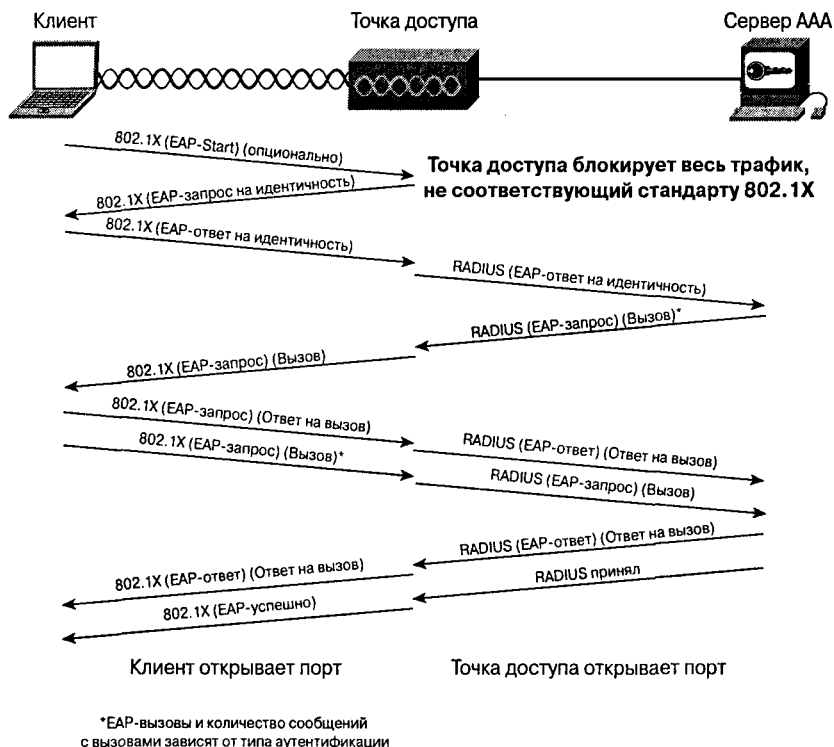 Клиент
Точка доступа
Сервер AAA
802.1X (EAP-Start) (опционально)
Точка доступа блокирует весь трафик,
не соответствующий стандарту 802.1X
802.1X (EAP-запрос на идентичность)
802.1X (EAP-ответ на идентичность)
RADIUS (EAP-ответ на идентичность)
RADIUS (EAP-запрос) (Вызов)*
802.1X (EAP-запрос) (Вызов)
802.1X (EAP-запрос) (Ответ на вызов)
802.1X (EAP-запрос) (Вызов)*
RADIUS (EAP-ответ) (Ответ на вызов)
RADIUS (EAP-запрос) (Вызов)
RADIUS (EAP-ответ) (Ответ на вызов)
802.1X (EAP-ответ) (Ответ на вызов)
RADIUS принял
802.1X (EAP-успешно)
Клиент открывает порт
Точка доступа открывает порт
*EAP-вызовы и количество сообщений
с вызовами зависят от типа аутентификации